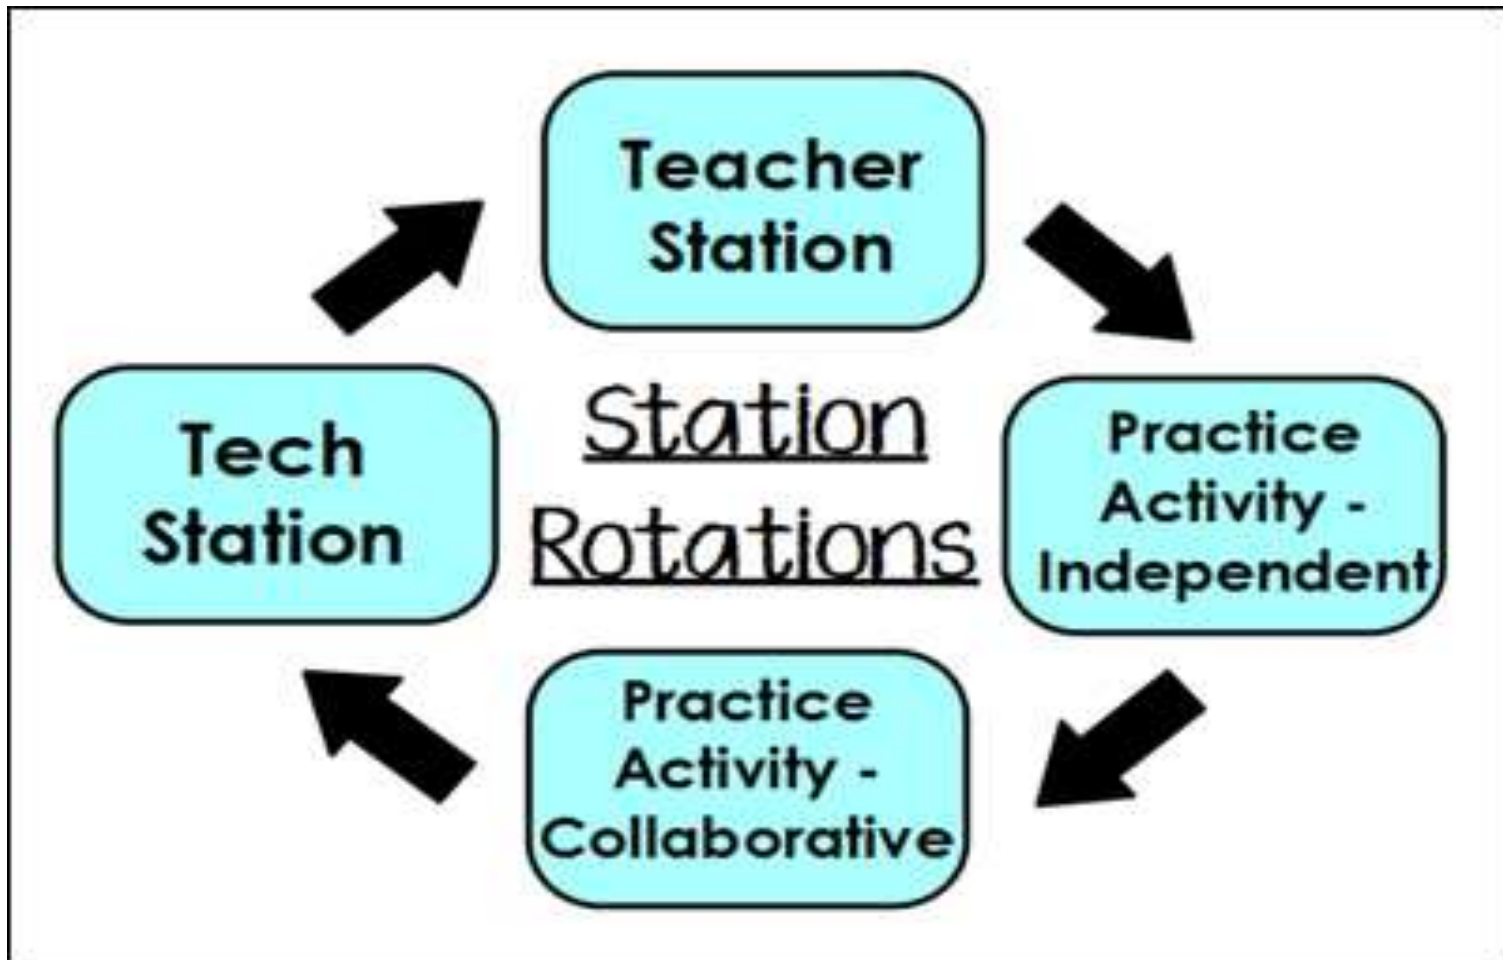 Teacher
Station
Station
Rotations
Tech
Station
Practice
Activity -
Independent
Practice
Activity -
Collaborative